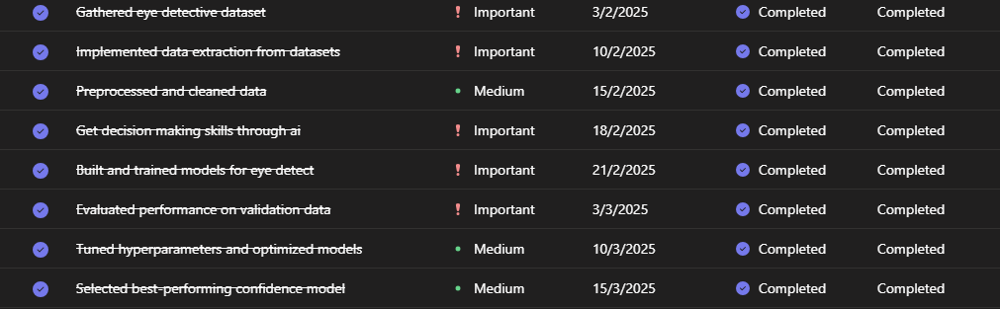 Gathered eye detective dataset Important 3/2/2025 Completed Completed
Implemented data extraction from datasets Important 10/2/2025 Completed Completed
Preprocessed and cleaned data Medium 15/2/2025 Completed Completed
Get decision making skills through ai Important 18/2/2025 Completed Completed
Built and trained models for eye detect Important 21/2/2025 Completed Completed
Evaluated performance on validation data Important 3/3/2025 Completed Completed
Tuned hyperparameters and optimized models Medium 10/3/2025 Completed Completed
Selected best-performing confidence model Medium 15/3/2025 Completed Completed